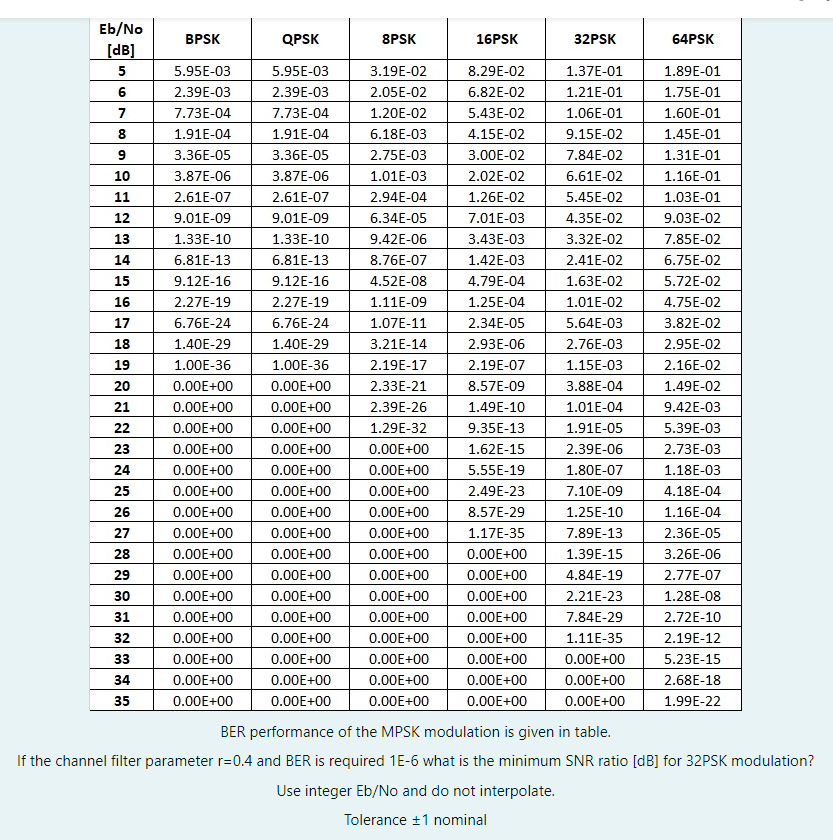 Eb/No [dB] BPSK QPSK 8PSK 16PSK 32PSK 64PSK
5 5.95E-03 5.95E-03 3.19E-02 8.29E-02 1.37E-01 1.89E-01
6 2.39E-03 2.39E-03 2.05E-02 6.82E-02 1.21E-01 1.75E-01
7 7.73E-04 7.73E-04 1.20E-02 5.43E-02 1.06E-01 1.60E-01
8 1.91E-04 1.91E-04 6.18E-03 4.15E-02 9.15E-02 1.45E-01
9 3.36E-05 3.36E-05 2.75E-03 3.00E-02 7.84E-02 1.31E-01
10 3.87E-06 3.87E-06 1.01E-03 2.02E-02 6.61E-02 1.16E-01
11 2.61E-07 2.61E-07 2.94E-04 1.26E-02 5.45E-02 1.03E-01
12 9.01E-09 9.01E-09 6.34E-05 7.01E-03 4.35E-02 9.03E-02
13 1.33E-10 1.33E-10 9.42E-06 3.43E-03 3.32E-02 7.85E-02
14 6.81E-13 6.81E-13 8.76E-07 1.42E-03 2.41E-02 6.75E-02
15 9.12E-16 9.12E-16 4.52E-08 4.79E-04 1.63E-02 5.72E-02
16 2.27E-19 2.27E-19 1.11E-09 1.25E-04 1.01E-02 4.75E-02
17 6.76E-24 6.76E-24 1.07E-11 2.34E-05 5.64E-03 3.82E-02
18 1.40E-29 1.40E-29 3.21E-14 2.93E-06 2.76E-03 2.95E-02
19 1.00E-36 1.00E-36 2.19E-17 2.19E-07 1.15E-03 2.16E-02
20 0.00E+00 0.00E+00 2.33E-21 8.57E-09 3.88E-04 1.49E-02
21 0.00E+00 0.00E+00 2.39E-26 1.49E-10 1.01E-04 9.42E-03
22 0.00E+00 0.00E+00 1.29E-32 9.35E-13 1.91E-05 5.39E-03
23 0.00E+00 0.00E+00 0.00E+00 1.62E-15 2.39E-06 2.73E-03
24 0.00E+00 0.00E+00 0.00E+00 5.55E-19 1.80E-07 1.18E-03
25 0.00E+00 0.00E+00 0.00E+00 2.49E-23 7.10E-09 4.18E-04
26 0.00E+00 0.00E+00 0.00E+00 8.57E-29 1.25E-10 1.16E-04
27 0.00E+00 0.00E+00 0.00E+00 1.17E-35 7.89E-13 2.36E-05
28 0.00E+00 0.00E+00 0.00E+00 0.00E+00 1.39E-15 3.26E-06
29 0.00E+00 0.00E+00 0.00E+00 0.00E+00 4.84E-19 2.77E-07
30 0.00E+00 0.00E+00 0.00E+00 0.00E+00 2.21E-23 1.28E-08
31 0.00E+00 0.00E+00 0.00E+00 0.00E+00 7.84E-29 2.72E-10
32 0.00E+00 0.00E+00 0.00E+00 0.00E+00 1.11E-35 2.19E-12
33 0.00E+00 0.00E+00 0.00E+00 0.00E+00 0.00E+00 5.23E-15
34 0.00E+00 0.00E+00 0.00E+00 0.00E+00 0.00E+00 2.68E-18
35 0.00E+00 0.00E+00 0.00E+00 0.00E+00 0.00E+00 1.99E-22
BER performance of the MPSK modulation is given in table.
If the channel filter parameter r=0.4 and BER is required 1E-6 what is the minimum SNR ratio [dB] for 32PSK modulation?
Use integer Eb/No and do not interpolate.
Tolerance ±1 nominal